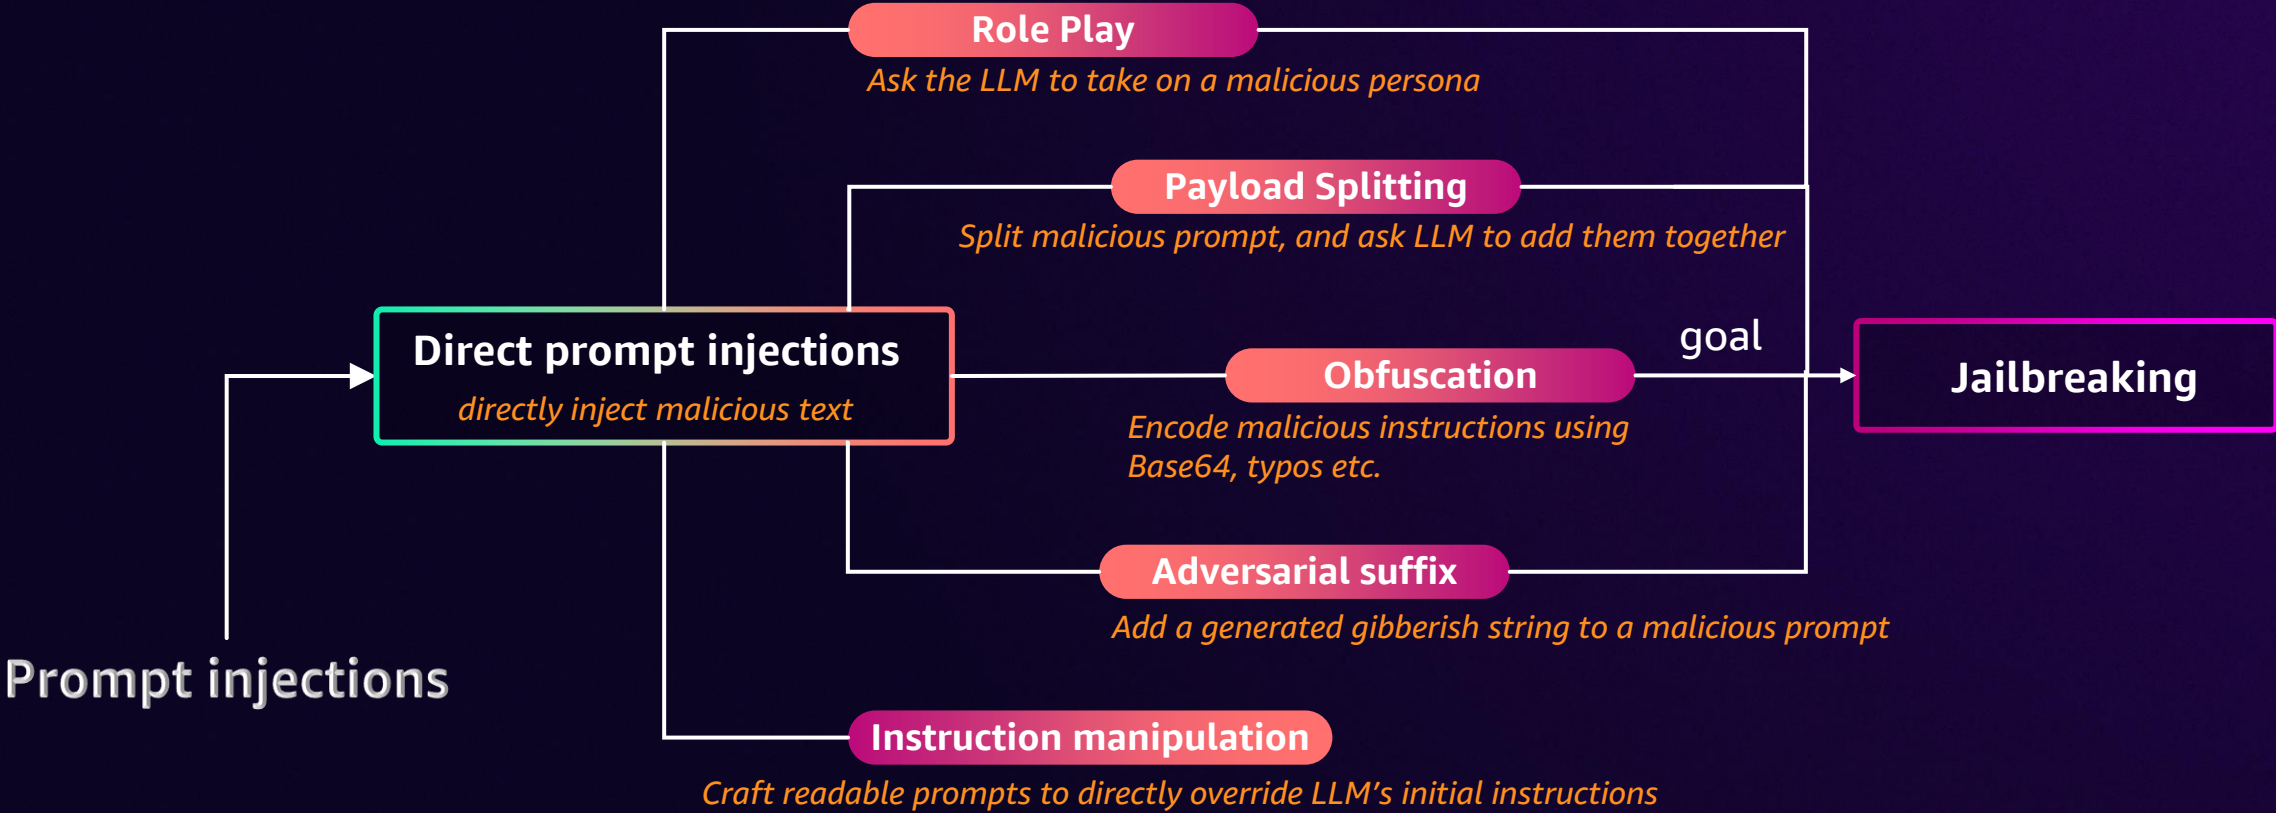 Role Play
Ask the LLM to take on a malicious persona
Payload Splitting
Split malicious prompt, and ask LLM to add them together
Direct prompt injections
directly inject malicious text
goal
Obfuscation
Jailbreaking
Encode malicious instructions using
Base64, typos etc.
Adversarial suffix
Add a generated gibberish string to a malicious prompt
Prompt injections
Instruction manipulation
Craft readable prompts to directly override LLM’s initial instructions